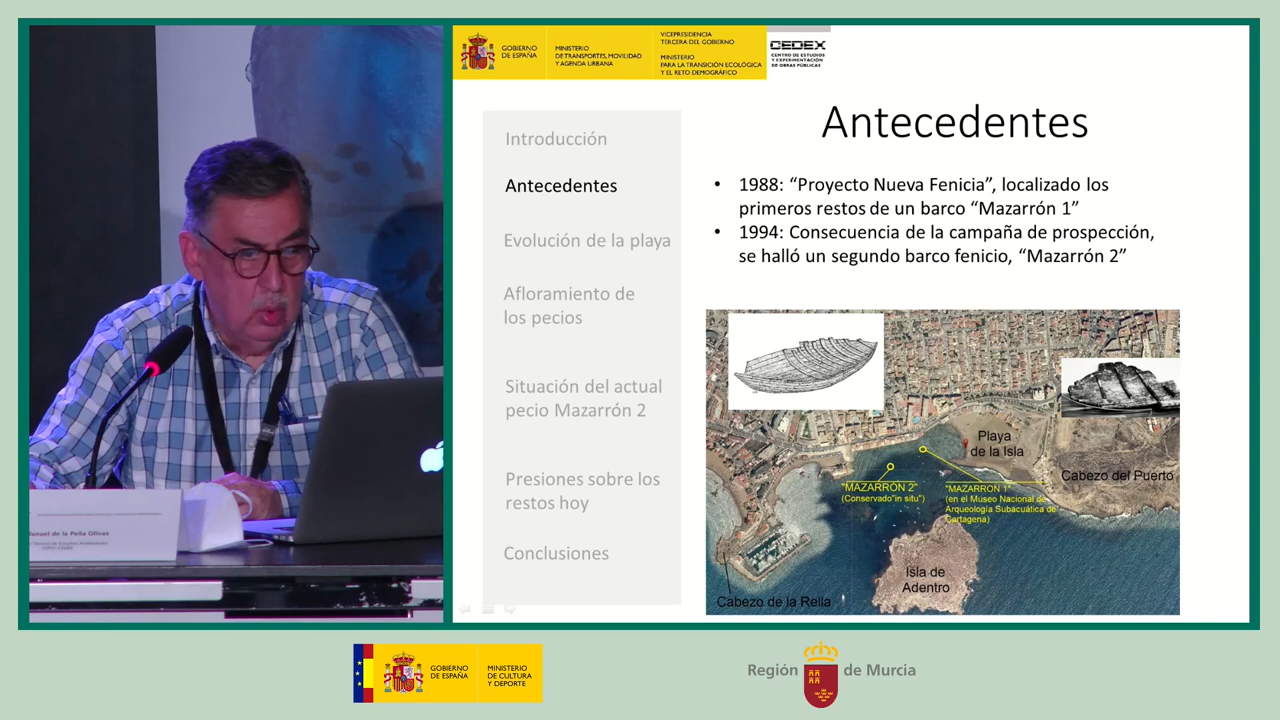 GOBIERNO
DE ESPAÑA
MINISTERIO
DE TRANSPORTES, MOVILIDAD
Y AGENDA URBANA
VICEPRESIDENCIA
TERCERA DEL GOBIERNO
MINISTERIO
PARA LA TRANSICIÓN ECOLÓGICA
Y EL RETO DEMOGRÁFICO
CEDEX
CENTRO DE ESTUDIOS
Y EXPERIMENTACIÓN
DE OBRAS PÚBLICAS
Introducción
Antecedentes
Evolución de la playa
Afloramiento de
los pecios
Situación del actual
pecio Mazarrón 2
Presiones sobre los
restos hoy
Conclusiones
Antecedentes
• 1988: “Proyecto Nueva Fenicia”, localizado los
primeros restos de un barco “Mazarrón 1”
• 1994: Consecuencia de la campaña de prospección,
se halló un segundo barco fenicio, “Mazarrón 2”
Playa
de la Isla
Cabezo del Puerto
"MAZARRÓN 2"
(Conservado"in situ")
"MAZARRON 1"
(en el Museo Nacional de
Arqueología Subacuática de
Cartagena)
Isla de
Adentro
Cabezo de la Rella
Manuel de la Peña Olivas
GOBIERNO
DE ESPAÑA
MINISTERIO
DE CULTURA
Y DEPORTE
Región de Murcia